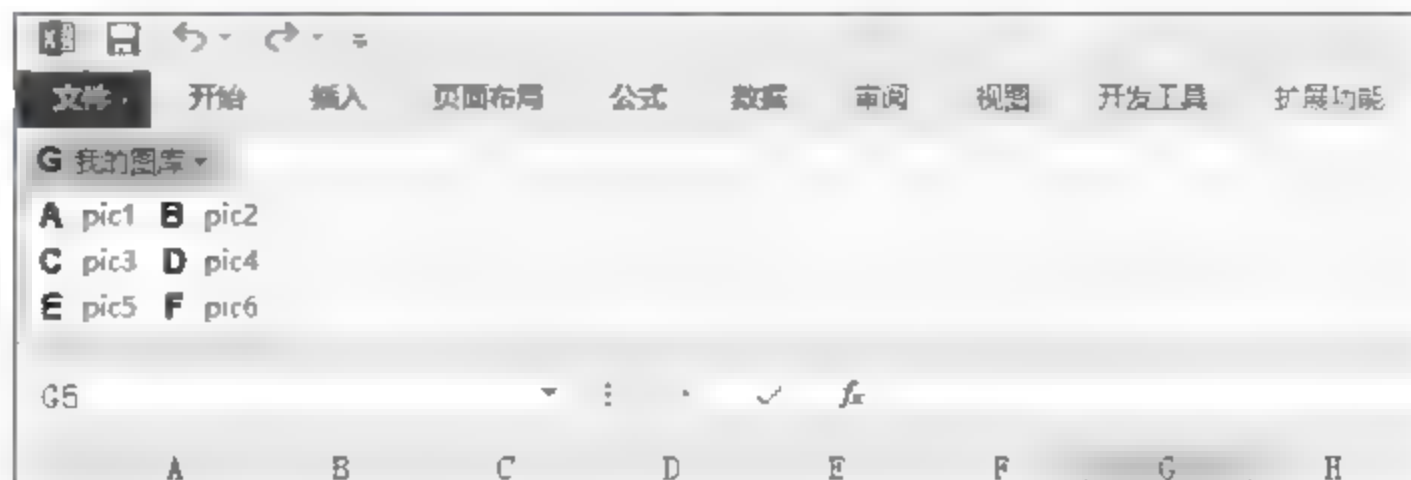 文件 开始 插入 页面布局 公式 数据 审阅 视图 开发工具 扩展功能
G 我的图库
A pic1 B pic2
C pic3 D pic4
E pic5 F pic6
G5 fx
A B C D E F G H